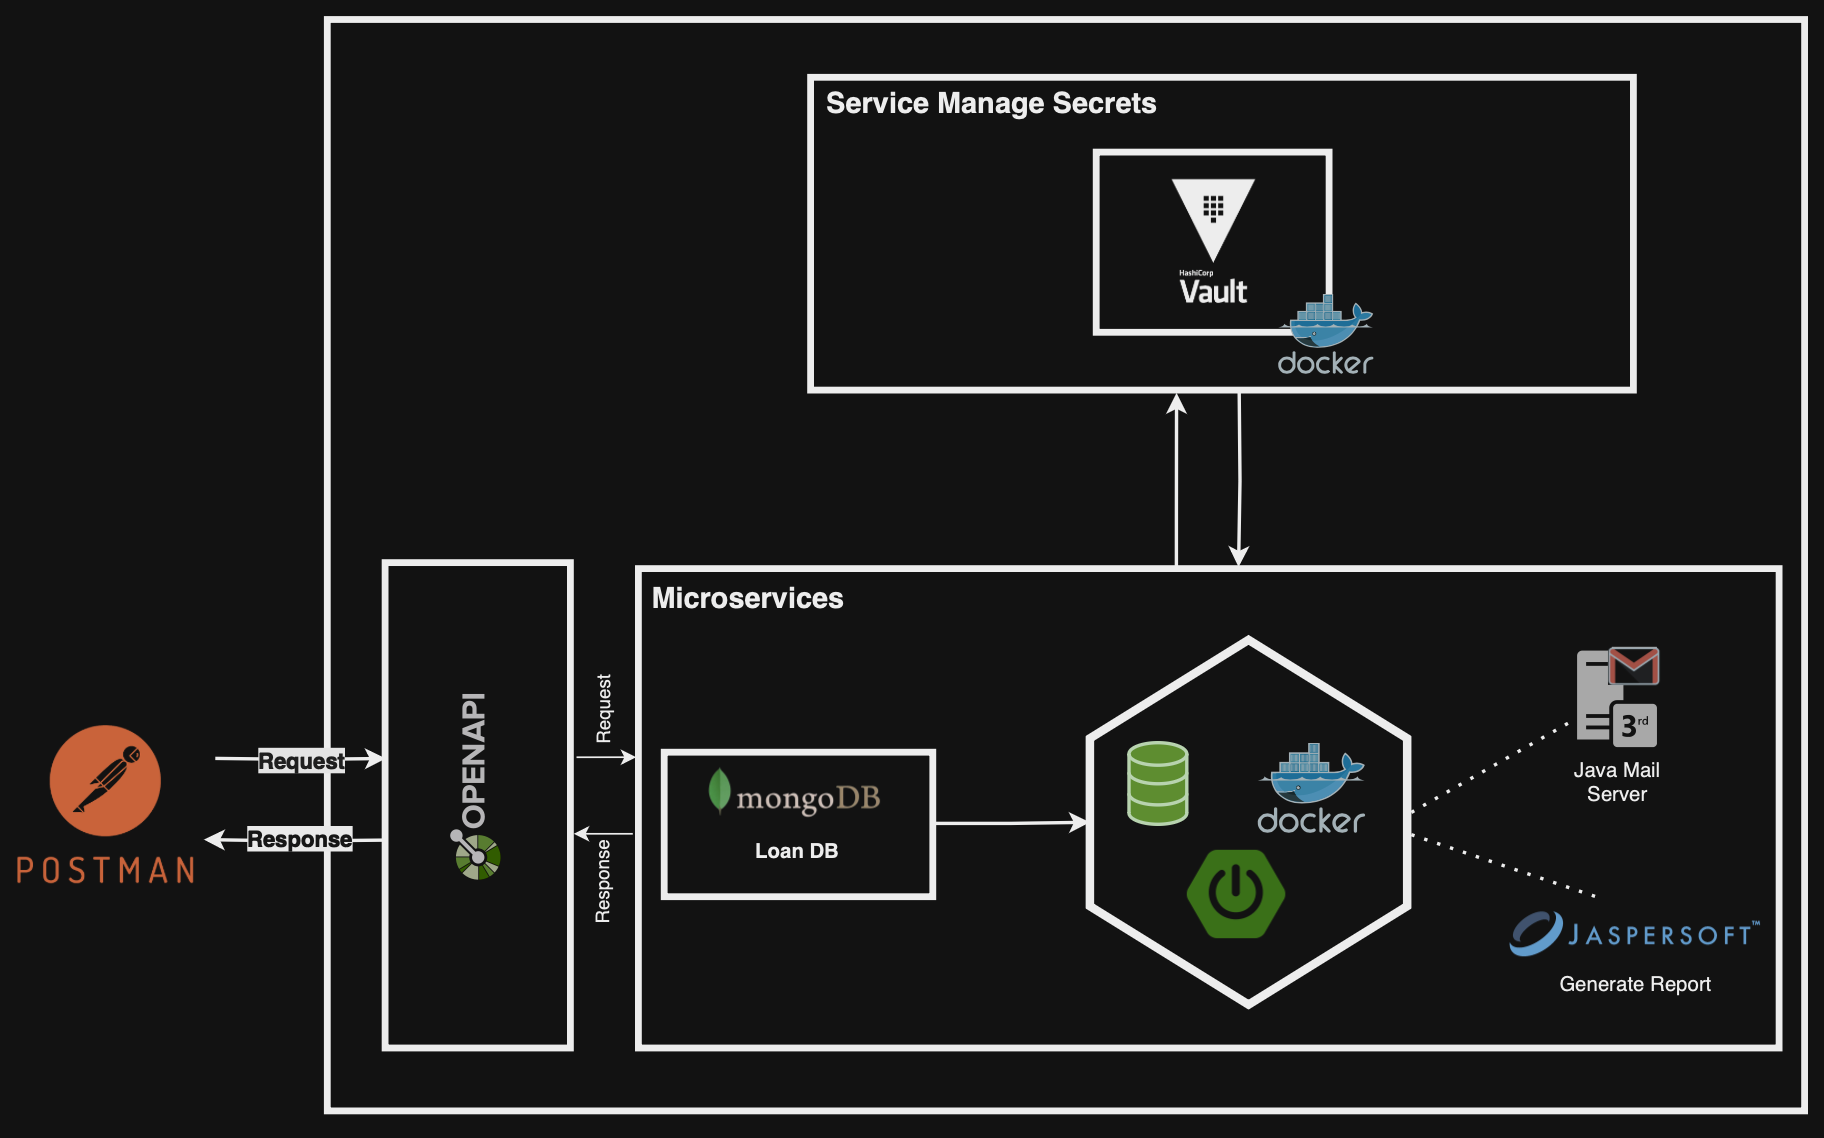 Service Manage Secrets
HashiCorp
Vault
docker
Microservices
OPENAPI
Request
Request
POSTMAN
Response
Response
mongoDB
Loan DB
docker
3rd
Java Mail
Server
JASPERSOFT™
Generate Report